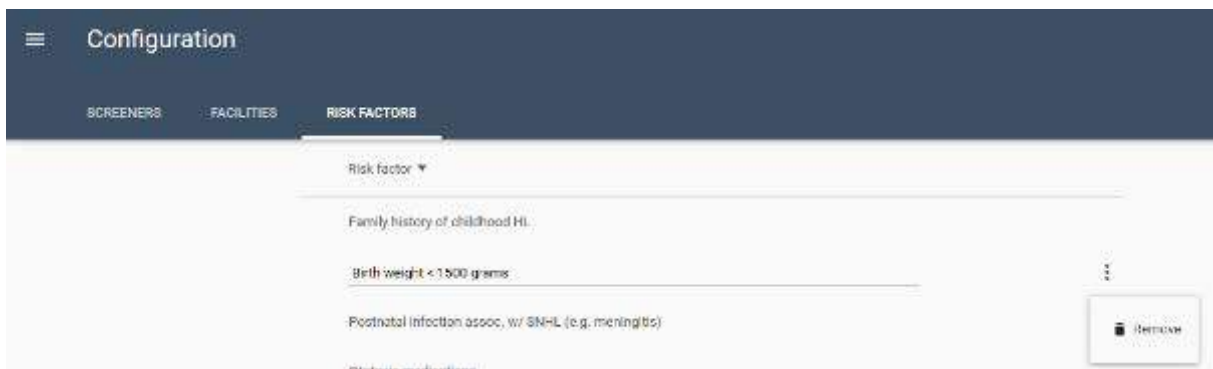 Configuration
SCREENERS FACILITIES RISK FACTORS
Risk factor
Family history of childhood HL
Birth weight < 1500 grams
Postnatal infection assoc. w/ SNHL (e.g. meningitis)
Remove